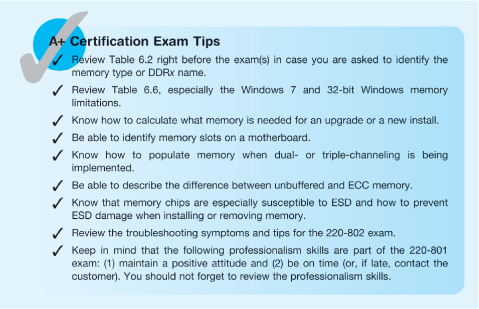 A+ Certification Exam Tips
Review Table 6.2 right before the exam(s) in case you are asked to identify the
memory type or DDRx name.
Review Table 6.6, especially the Windows 7 and 32-bit Windows memory
limitations.
Know how to calculate what memory is needed for an upgrade or a new install.
Be able to identify memory slots on a motherboard.
Know how to populate memory when dual- or triple-channeling is being
implemented.
Be able to describe the difference between unbuffered and ECC memory.
Know that memory chips are especially susceptible to ESD and how to prevent
ESD damage when installing or removing memory.
Review the troubleshooting symptoms and tips for the 220-802 exam.
Keep in mind that the following professionalism skills are part of the 220-801
exam: (1) maintain a positive attitude and (2) be on time (or, if late, contact the
customer). You should not forget to review the professionalism skills.